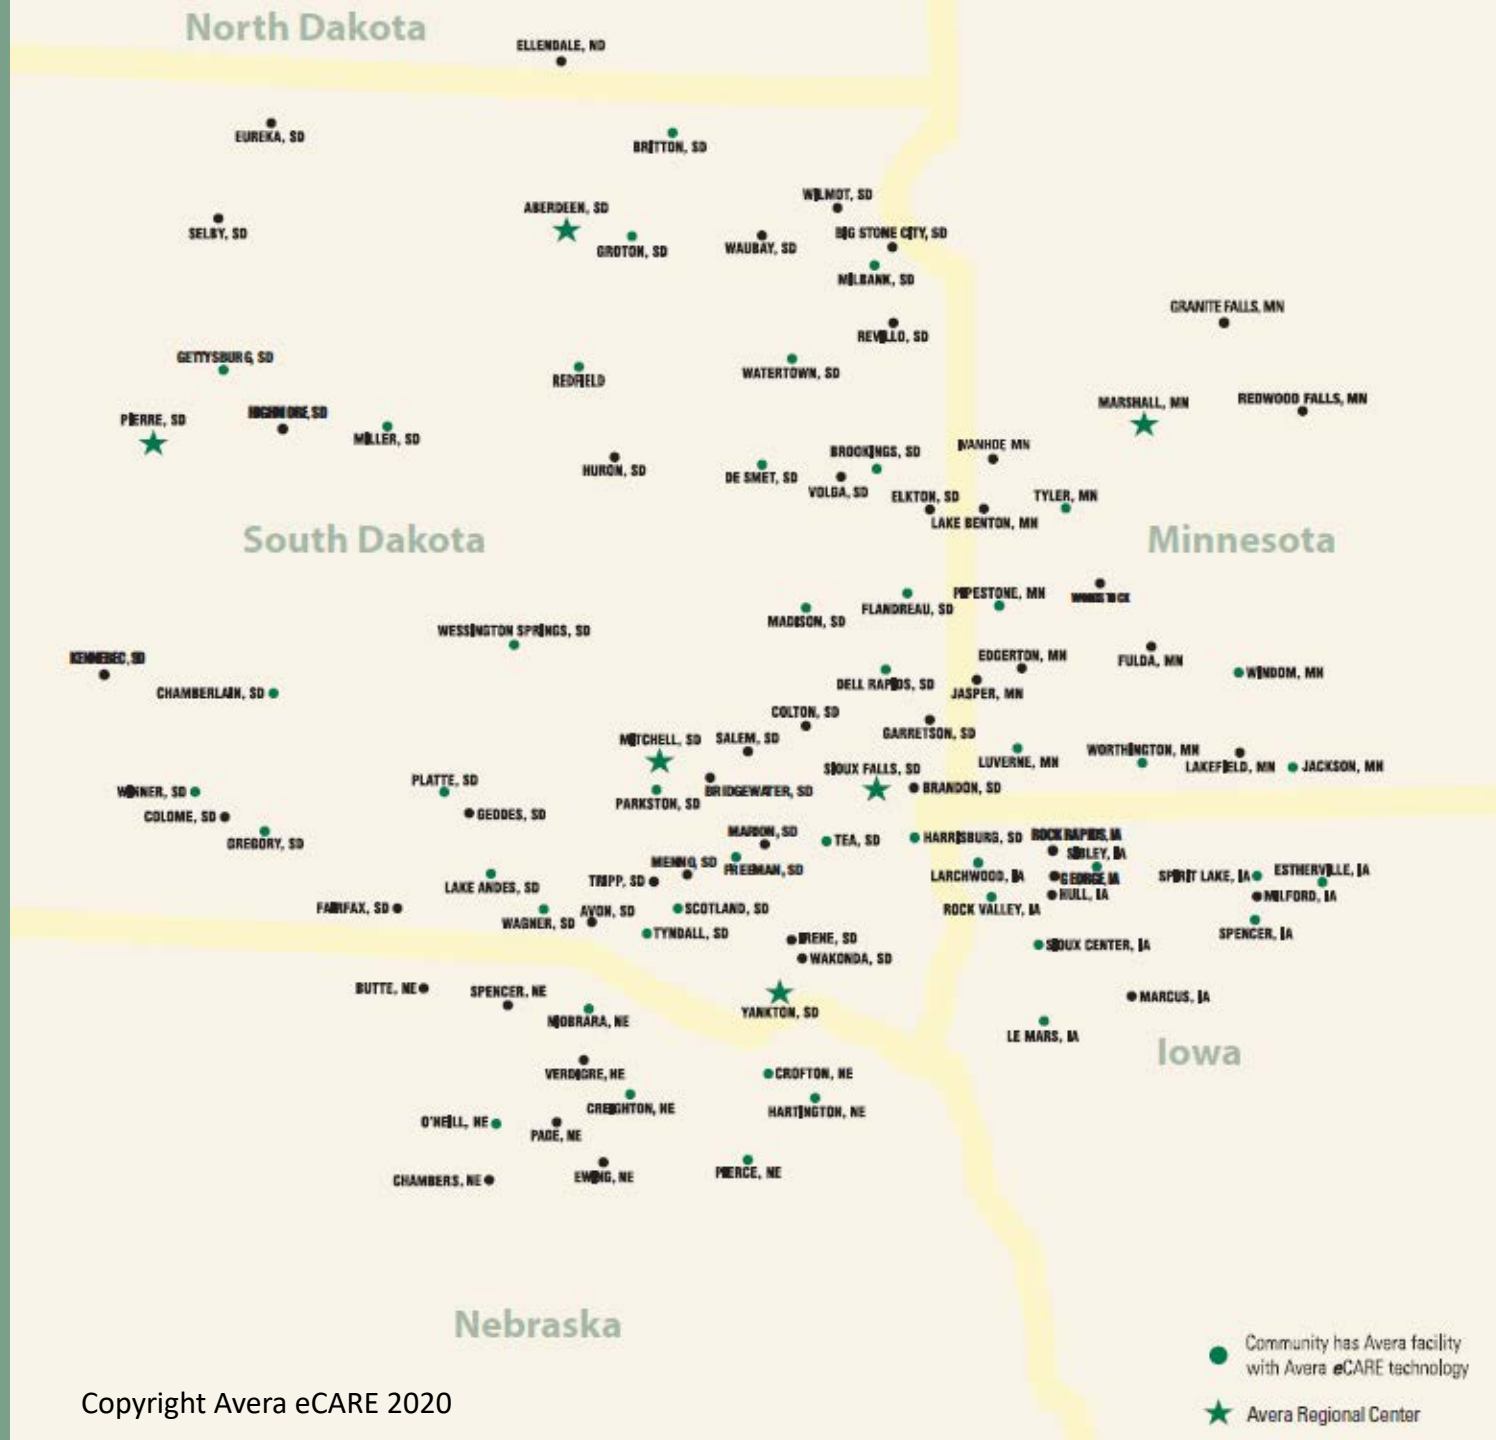 North Dakota
ELLENDALE, ND
EUREKA, SD
BRITTON, SD
WILMOT, SD
ABERDEEN, SD
SELBY, SD
BIG STONE CITY, SD
GROTON, SD
WAUBAY, SD
MILBANK, SD
GRANITE FALLS, MN
REVILLO, SD
GETTYSBURG, SD
WATERTOWN, SD
REDFIELD
REDWOOD FALLS, MN
MARSHALL, MN
HIGHMORE, SD
PIERRE, SD
MILLER, SD
IVANHOE, MN
BROOKINGS, SD
HURON, SD
DE SMET, SD
VOLGA, SD
ELKTON, SD
TYLER, MN
LAKE BENTON, MN
South Dakota
Minnesota
PIPESTONE, MN
FLANDREAU, SD
MADISON, SD
WESSINGTON SPRINGS, SD
EDGERTON, MN
KENNEBEC, SD
FULDA, MN
WINDOM, MN
DELL RAPIDS, SD
CHAMBERLAIN, SD
JASPER, MN
COLTON, SD
GARRETSON, SD
MITCHELL, SD
SALEM, SD
WORTHINGTON, MN
LUVERNE, MN
LAKEFIELD, MN
JACKSON, MN
SIOUX FALLS, SD
PLATTE, SD
BRANDON, SD
WINNER, SD
BRIDGEWATER, SD
PARKSTON, SD
GEDDES, SD
COLOME, SD
MARION, SD
ROCK RAPIDS, IA
HARRISBURG, SD
TEA, SD
GREGORY, SD
SIBLEY, IA
MENNO, SD
FREEMAN, SD
ESTHERVILLE, IA
LARCHWOOD, IA
SPIRIT LAKE, IA
GEORGE, IA
TRIPP, SD
LAKE ANDES, SD
HULL, IA
MILFORD, IA
FAIRFAX, SD
SCOTLAND, SD
ROCK VALLEY, IA
AVON, SD
WAGNER, SD
TYNDALL, SD
SPENCER, IA
IRENE, SD
SIOUX CENTER, IA
WAKONDA, SD
BUTTE, NE
SPENCER, NE
MARCUS, IA
YANKTON, SD
NIOBRARA, NE
LE MARS, IA
Iowa
VERDIGRE, NE
CROFTON, NE
CREIGHTON, NE
HARTINGTON, NE
O'NEILL, NE
PAGE, NE
PIERCE, NE
EWING, NE
CHAMBERS, NE
Nebraska
Community has Avera facility
with Avera eCARE technology
Copyright Avera eCARE 2020
Avera Regional Center